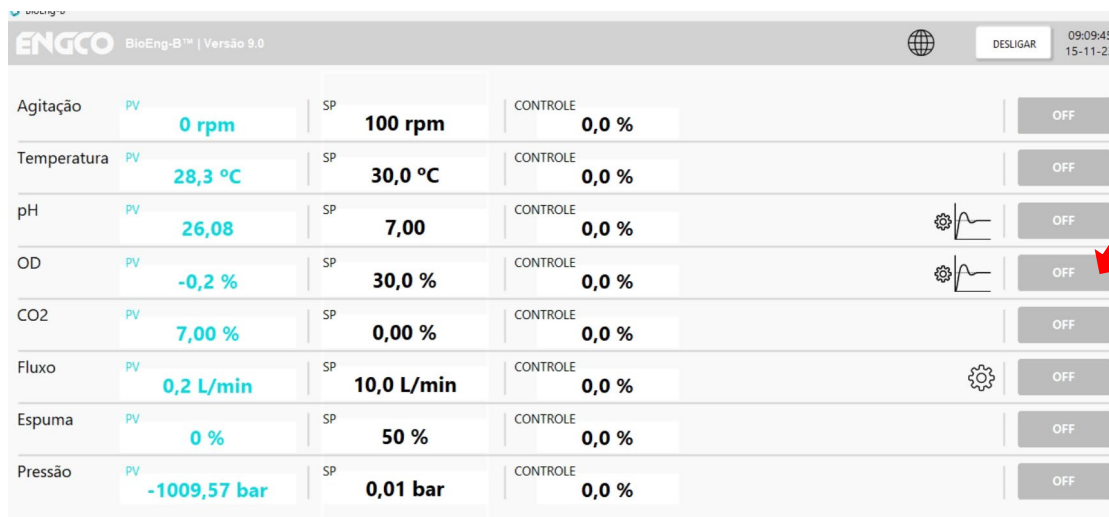 ENGCO BioEng-B™ | Versão 9.0 DESLIGAR 09:09:45
15-11-2
Agitação PV 0 rpm SP 100 rpm CONTROLE 0,0 % OFF
Temperatura PV 28,3 ºC SP 30,0 ºC CONTROLE 0,0 % OFF
pH PV 26,08 SP 7,00 CONTROLE 0,0 % OFF
OD PV -0,2 % SP 30,0 % CONTROLE 0,0 % OFF
CO2 PV 7,00 % SP 0,00 % CONTROLE 0,0 % OFF
Fluxo PV 0,2 L/min SP 10,0 L/min CONTROLE 0,0 % OFF
Espuma PV 0 % SP 50 % CONTROLE 0,0 % OFF
Pressão PV -1009,57 bar SP 0,01 bar CONTROLE 0,0 % OFF